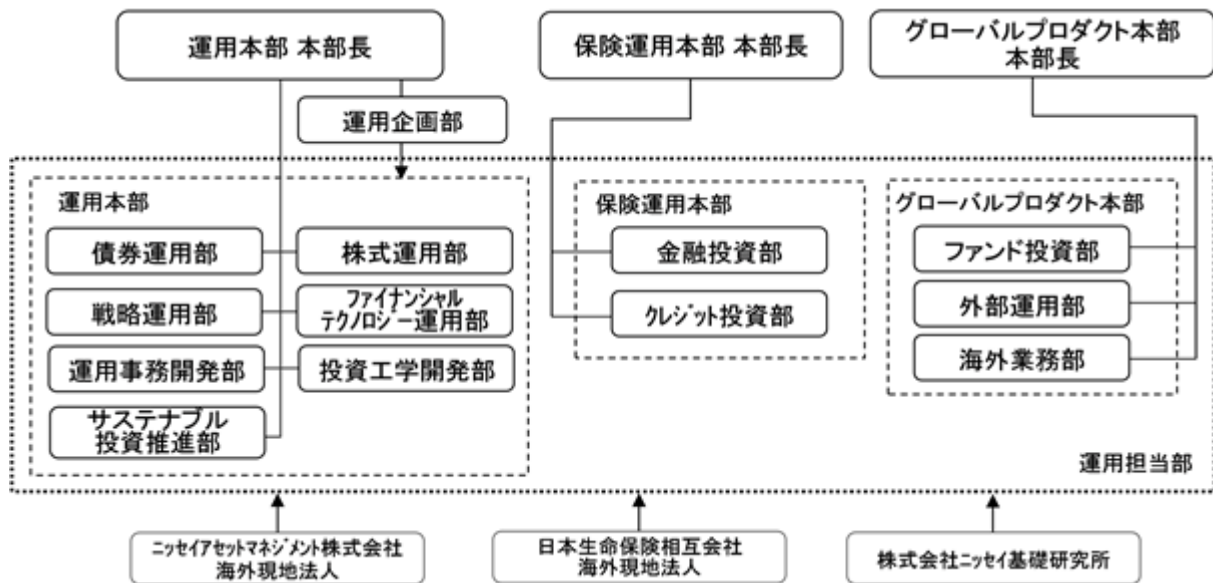 運用本部 本部長
保険運用本部 本部長
グローバルプロダクト本部
本部長
運用企画部
運用本部
債券運用部
株式運用部
戦略運用部
ファイナンシャル
テクノロジー運用部
運用事務開発部
投資工学開発部
サステナブル
投資推進部
保険運用本部
金融投資部
クレジット投資部
グローバルプロダクト本部
ファンド投資部
外部運用部
海外業務部
運用担当部
ニッセイアセットマネジメント株式会社
海外現地法人
日本生命保険相互会社
海外現地法人
株式会社ニッセイ基礎研究所